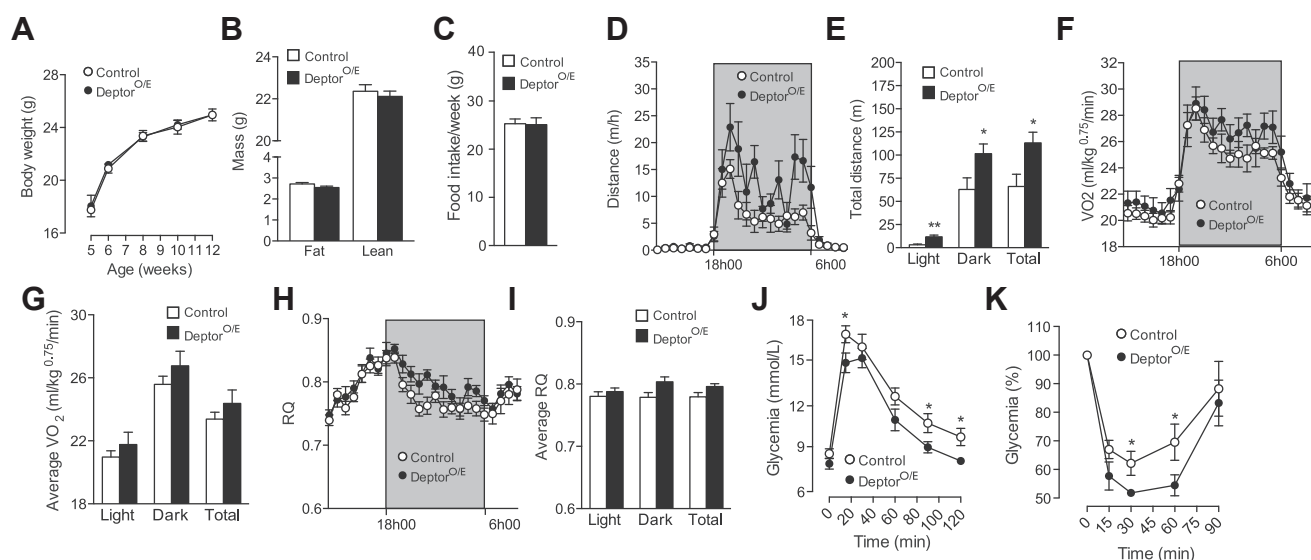 A
Body weight (g)
28
24
20
16
Control
Deptor^O/E
5 6 7 8 9 10 11 12
Age (weeks)
B
Mass (g)
24
22
20
4
3
2
1
0
Control
Deptor^O/E
Fat Lean
C
Food intake/week (g)
40
30
20
10
0
Control
Deptor^O/E
D
Distance (m/h)
35
30
25
20
15
10
5
0
Control
Deptor^O/E
18h00 6h00
E
Total distance (m)
200
175
150
125
100
75
50
25
0
Control
Deptor^O/E
** * *
Light Dark Total
F
VO2 (ml/kg^0.75/min)
32
30
28
26
24
22
20
18
Control
Deptor^O/E
18h00 6h00
G
Average VO2 (ml/kg^0.75/min)
30
26
22
18
Control
Deptor^O/E
Light Dark Total
H
RQ
0.9
0.8
0.7
0.6
Control
Deptor^O/E
18h00 6h00
I
Average RQ
0.9
0.8
0.7
0.6
Control
Deptor^O/E
Light Dark Total
J
Glycemia (mmol/L)
18
15
12
9
6
* * *
Control
Deptor^O/E
0 20 40 60 80 100 120
Time (min)
K
Glycemia (%)
110
100
90
80
70
60
50
* *
Control
Deptor^O/E
0 15 30 45 60 75 90
Time (min)